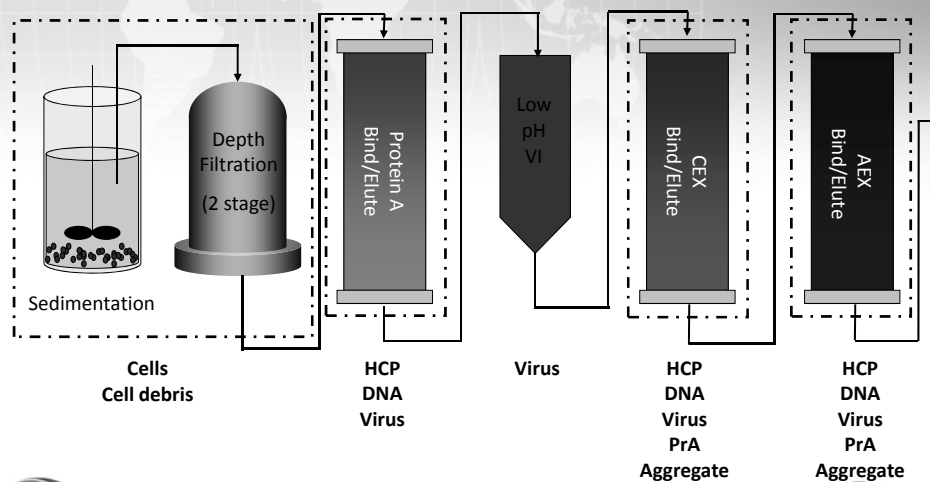 Sedimentation
Depth
Filtration
(2 stage)
Protein A
Bind/Elute
Low
pH
VI
CEX
Bind/Elute
AEX
Bind/Elute
Cells
Cell debris
HCP
DNA
Virus
Virus
HCP
DNA
Virus
PrA
Aggregate
HCP
DNA
Virus
PrA
Aggregate